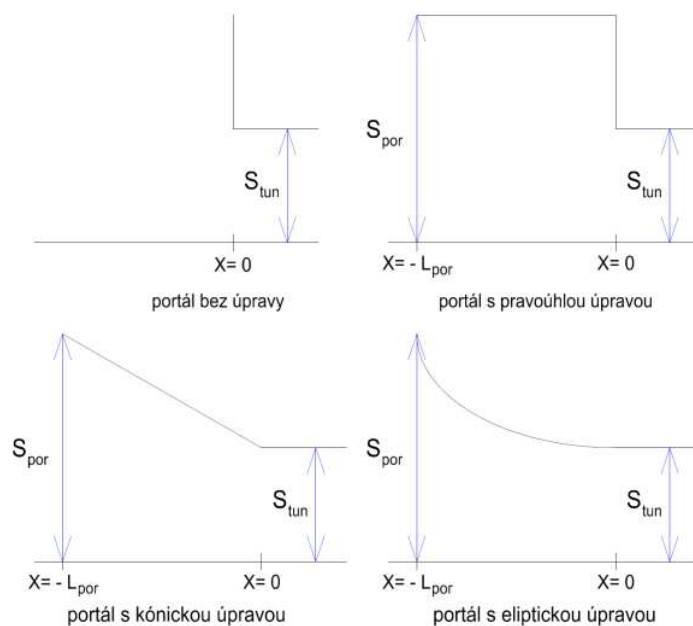 S_por
S_tun
S_tun
X= 0
X= - L_por
X= 0
portál bez úpravy
portál s pravoúhlou úpravou
S_por
S_por
S_tun
S_tun
X= - L_por
X= 0
X= - L_por
X= 0
portál s kónickou úpravou
portál s eliptickou úpravou